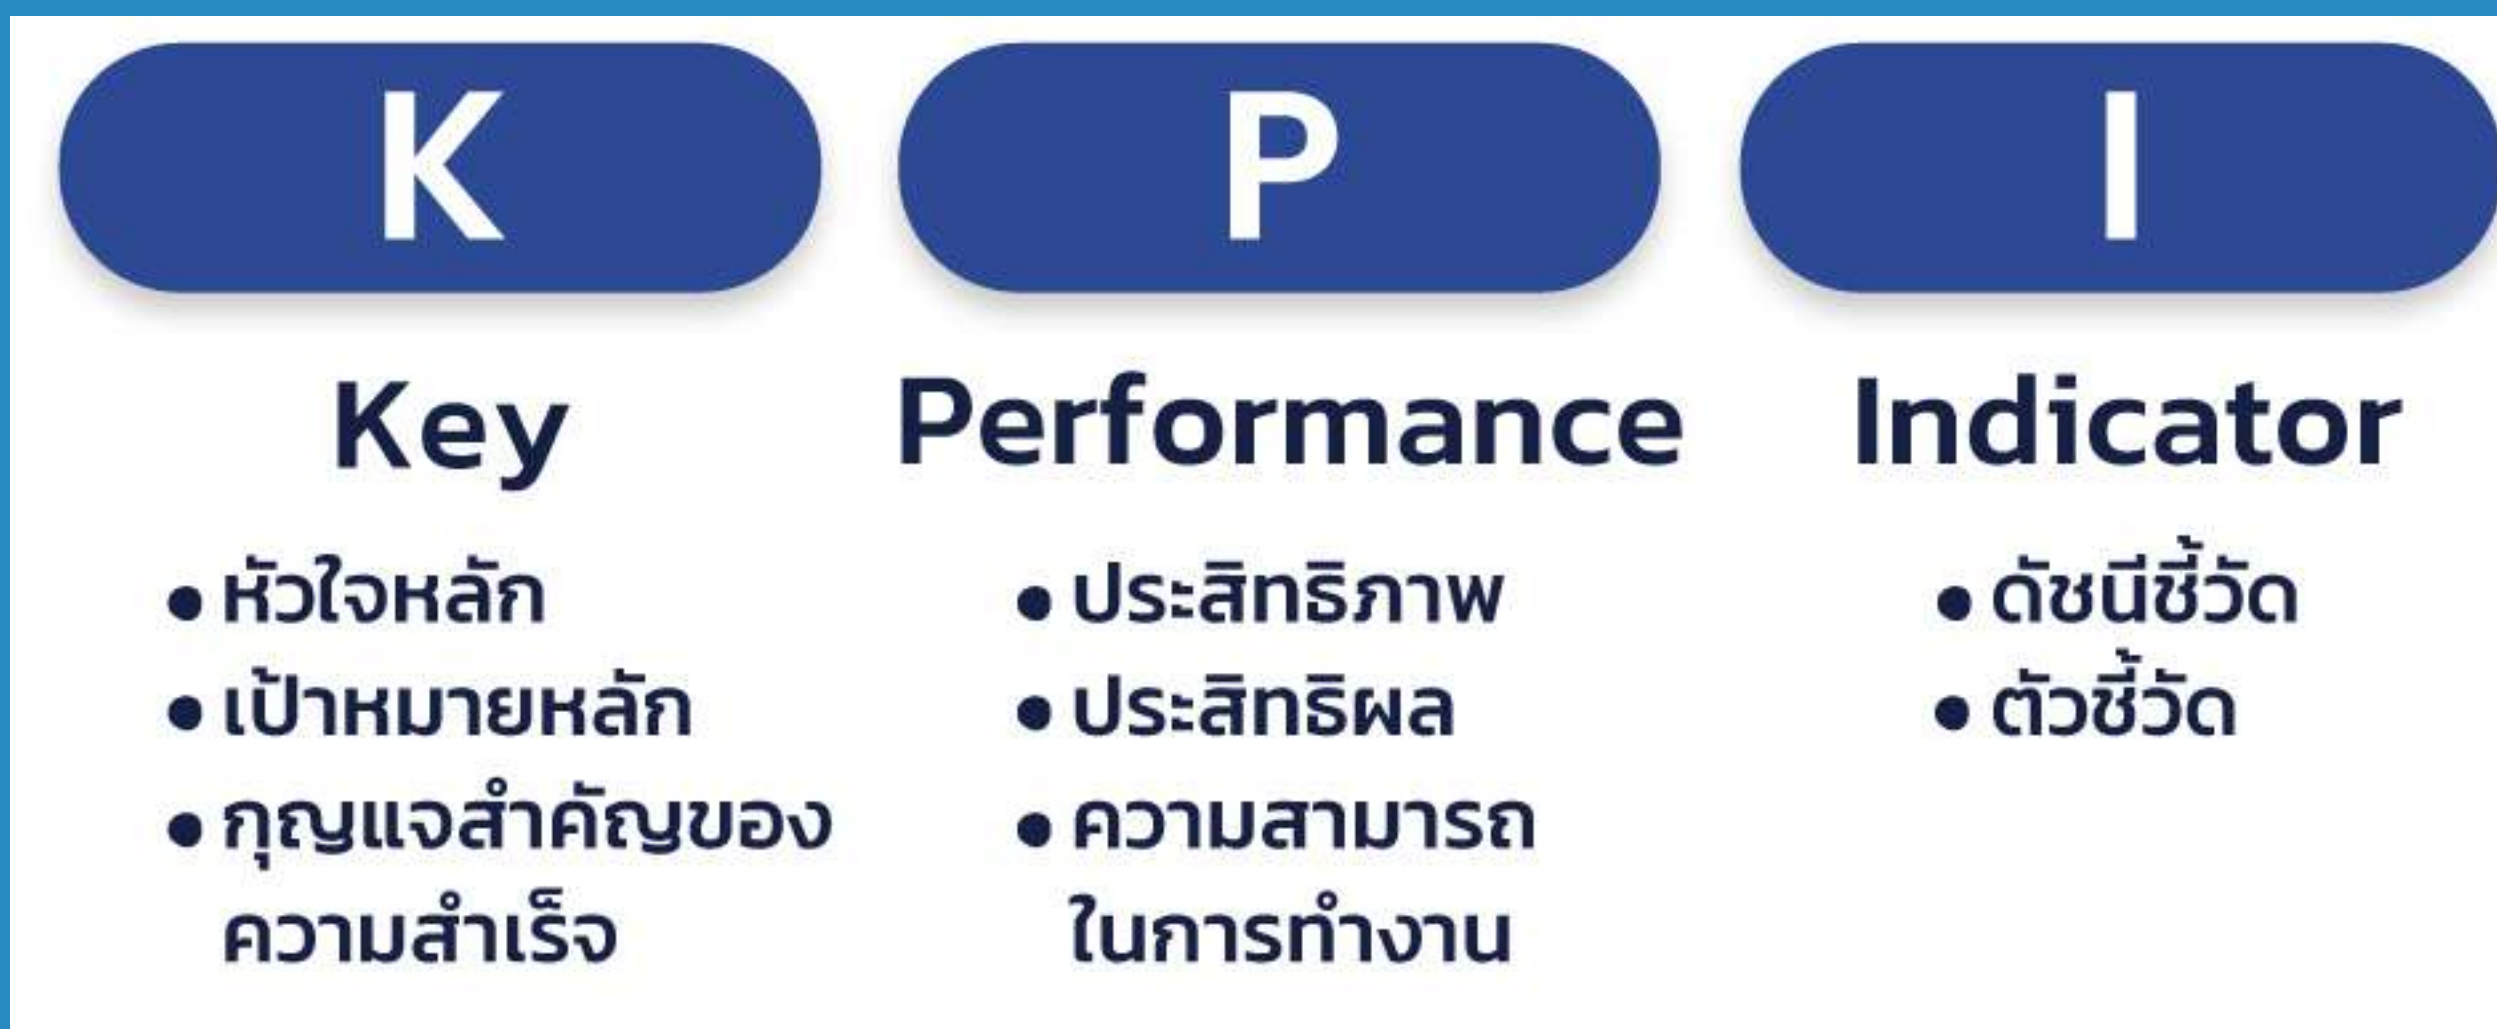 K
Key
• หัวใจหลัก
• เป้าหมายหลัก
• กุญแจสำคัญของ
ความสำเร็จ
P
Performance
• ประสิทธิภาพ
• ประสิทธิผล
• ความสามารถ
ในการทำงาน
I
Indicator
• ดัชนีชี้วัด
• ตัวชี้วัด